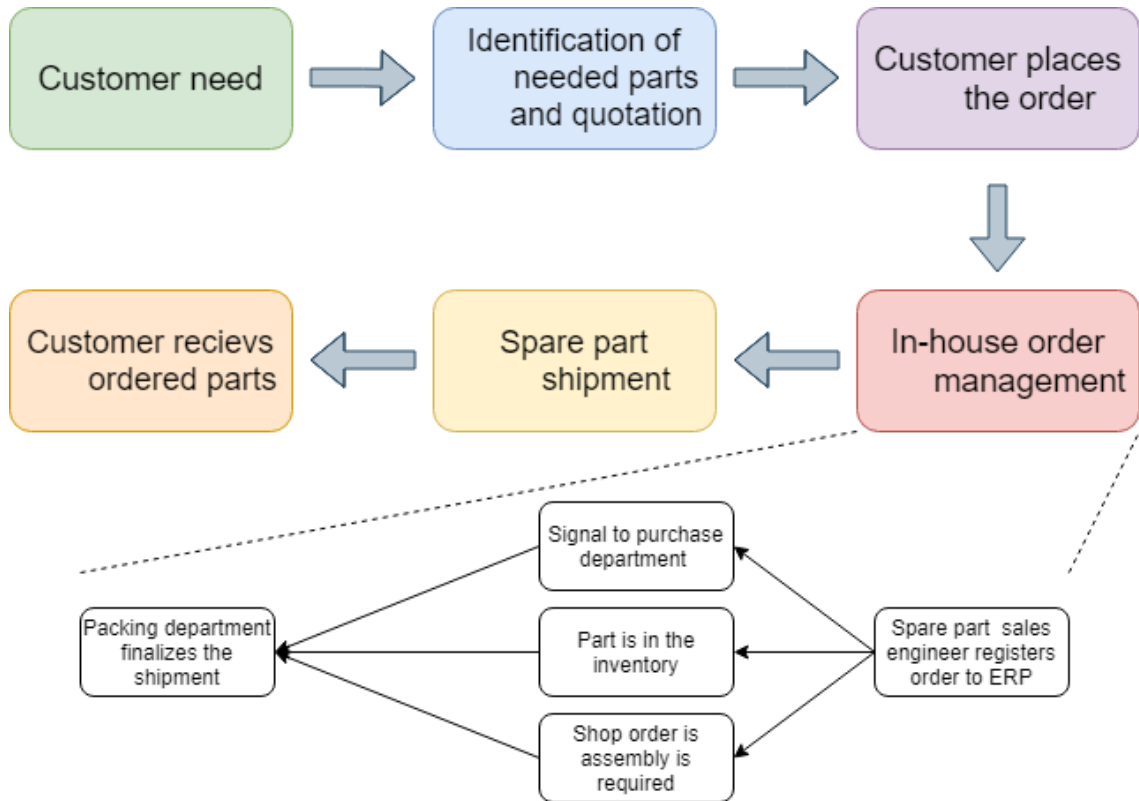 Customer need
Identification of
needed parts
and quotation
Customer places
the order
Customer recievs
ordered parts
Spare part
shipment
In-house order
management
Signal to purchase
department
Packing department
finalizes the
shipment
Part is in the
inventory
Spare part sales
engineer registers
order to ERP
Shop order is
assembly is
required